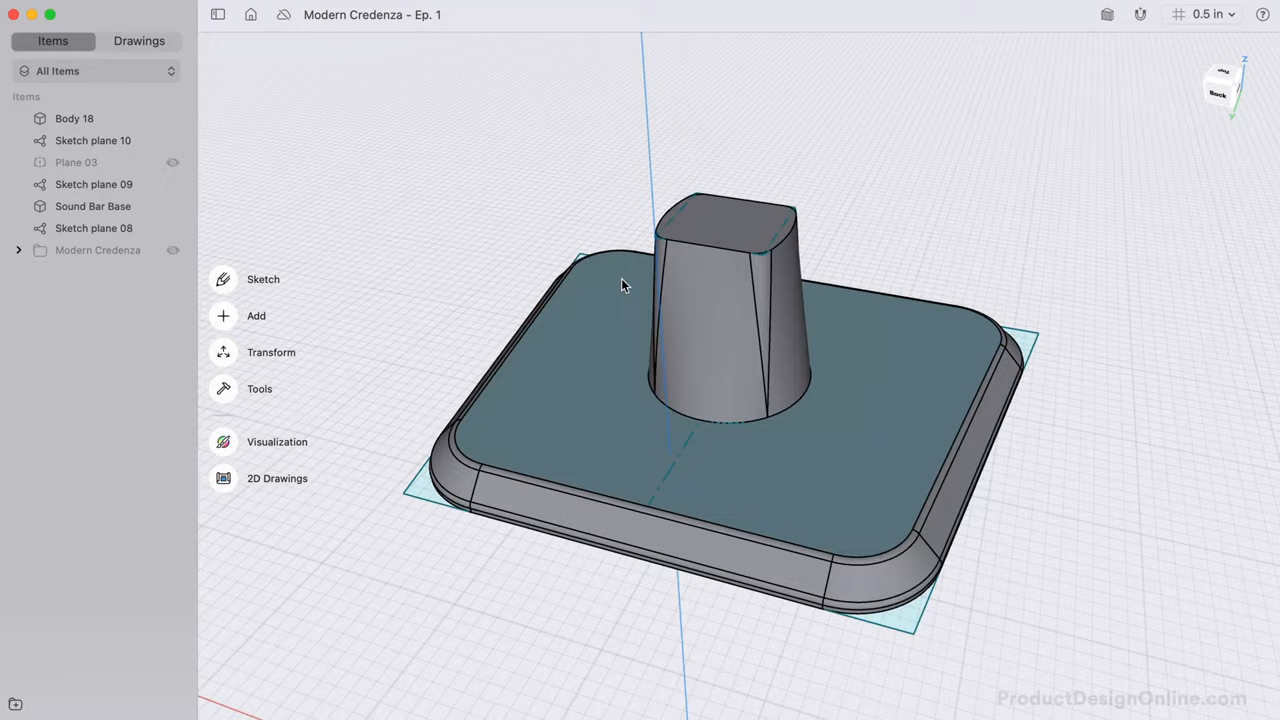 Modern Credenza - Ep. 1
0.5 in
Items
Drawings
All Items
Items
Body 18
Sketch plane 10
Plane 03
Sketch plane 09
Sound Bar Base
Sketch plane 08
Modern Credenza
Sketch
Add
Transform
Tools
Visualization
2D Drawings
Z
Top
Back
Y
ProductDesignOnline.com